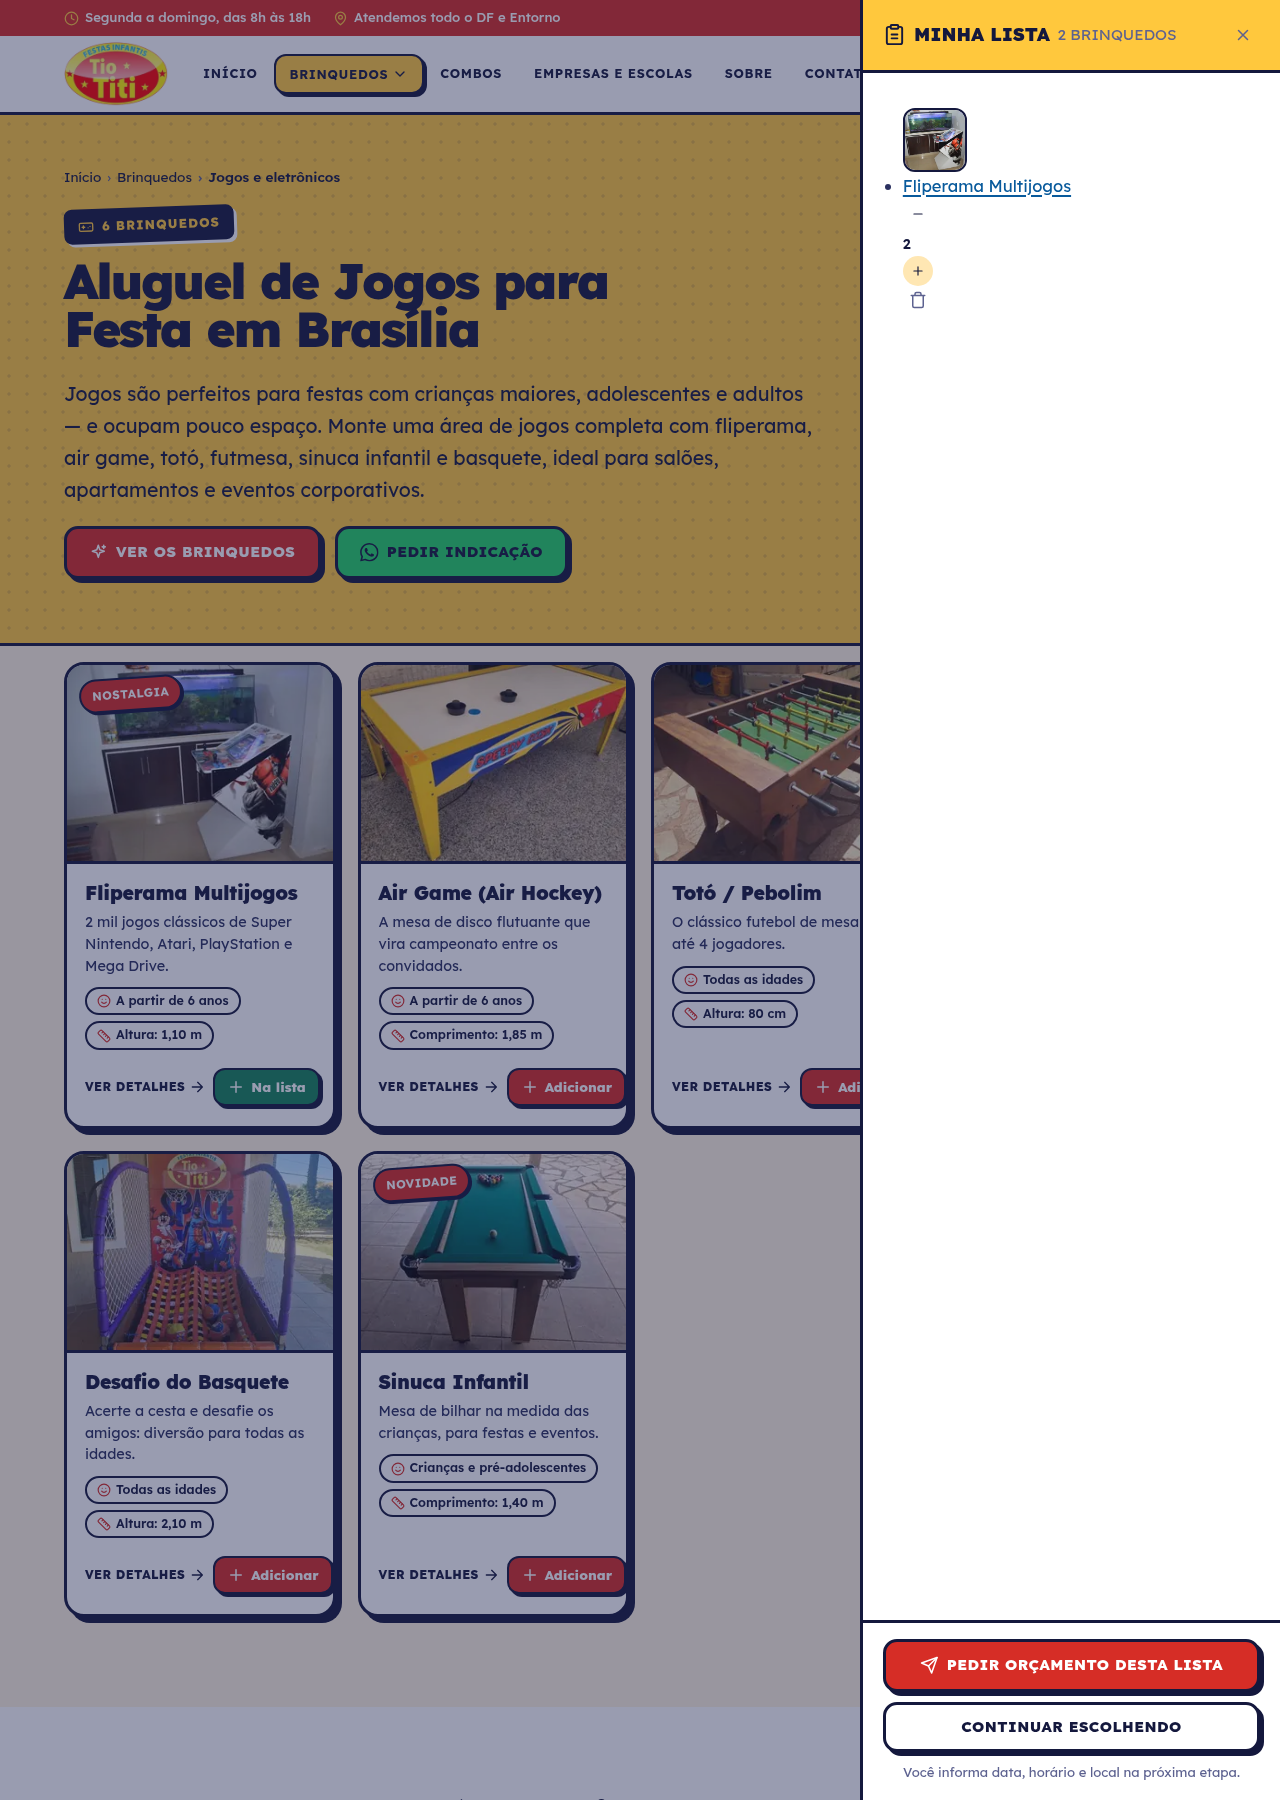 Segunda a domingo, das 8h às 18h
Atendemos todo o DF e Entorno
FESTAS INFANTIS
Tio
Titi
INÍCIO
BRINQUEDOS
COMBOS
EMPRESAS E ESCOLAS
SOBRE
CONTAT
MINHA LISTA 2 BRINQUEDOS
Fliperama Multijogos
2
Início › Brinquedos › Jogos e eletrônicos
6 BRINQUEDOS
Aluguel de Jogos para
Festa em Brasília
Jogos são perfeitos para festas com crianças maiores, adolescentes e adultos
— e ocupam pouco espaço. Monte uma área de jogos completa com fliperama,
air game, totó, futmesa, sinuca infantil e basquete, ideal para salões,
apartamentos e eventos corporativos.
VER OS BRINQUEDOS
PEDIR INDICAÇÃO
NOSTALGIA
Fliperama Multijogos
2 mil jogos clássicos de Super
Nintendo, Atari, PlayStation e
Mega Drive.
A partir de 6 anos
Altura: 1,10 m
VER DETALHES
Na lista
Air Game (Air Hockey)
A mesa de disco flutuante que
vira campeonato entre os
convidados.
A partir de 6 anos
Comprimento: 1,85 m
VER DETALHES
Adicionar
Totó / Pebolim
O clássico futebol de mesa
até 4 jogadores.
Todas as idades
Altura: 80 cm
VER DETALHES
Adi
Tio
Titi
SPACE
JAM
Desafio do Basquete
Acerte a cesta e desafie os
amigos: diversão para todas as
idades.
Todas as idades
Altura: 2,10 m
VER DETALHES
Adicionar
NOVIDADE
Sinuca Infantil
Mesa de bilhar na medida das
crianças, para festas e eventos.
Crianças e pré-adolescentes
Comprimento: 1,40 m
VER DETALHES
Adicionar
PEDIR ORÇAMENTO DESTA LISTA
CONTINUAR ESCOLHENDO
Você informa data, horário e local na próxima etapa.